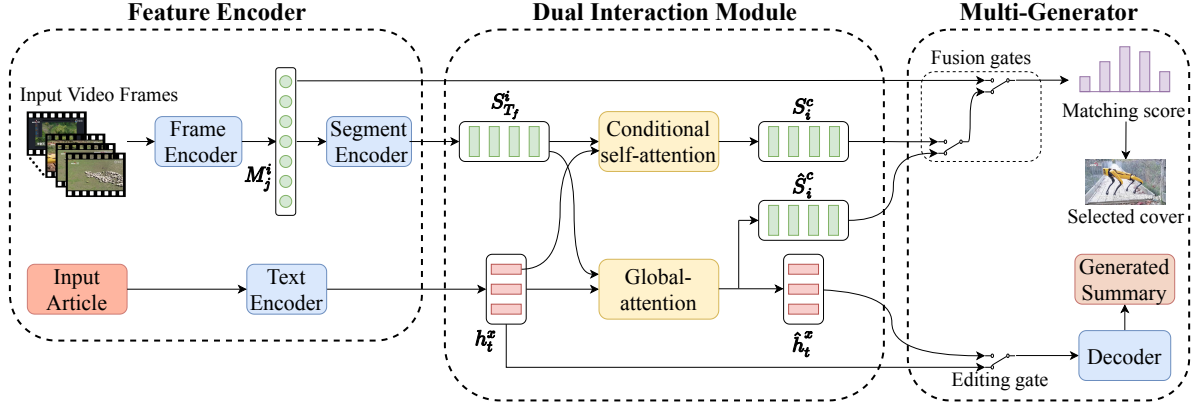 Feature Encoder
Dual Interaction Module
Multi-Generator
Input Video Frames
Frame
Encoder
M_j^i
Segment
Encoder
S_{T_f}^i
Conditional
self-attention
S_i^c
Ŝ_i^c
Fusion gates
Matching score
Selected cover
Input
Article
Text
Encoder
h_t^x
Global-
attention
ĥ_t^x
Editing gate
Decoder
Generated
Summary